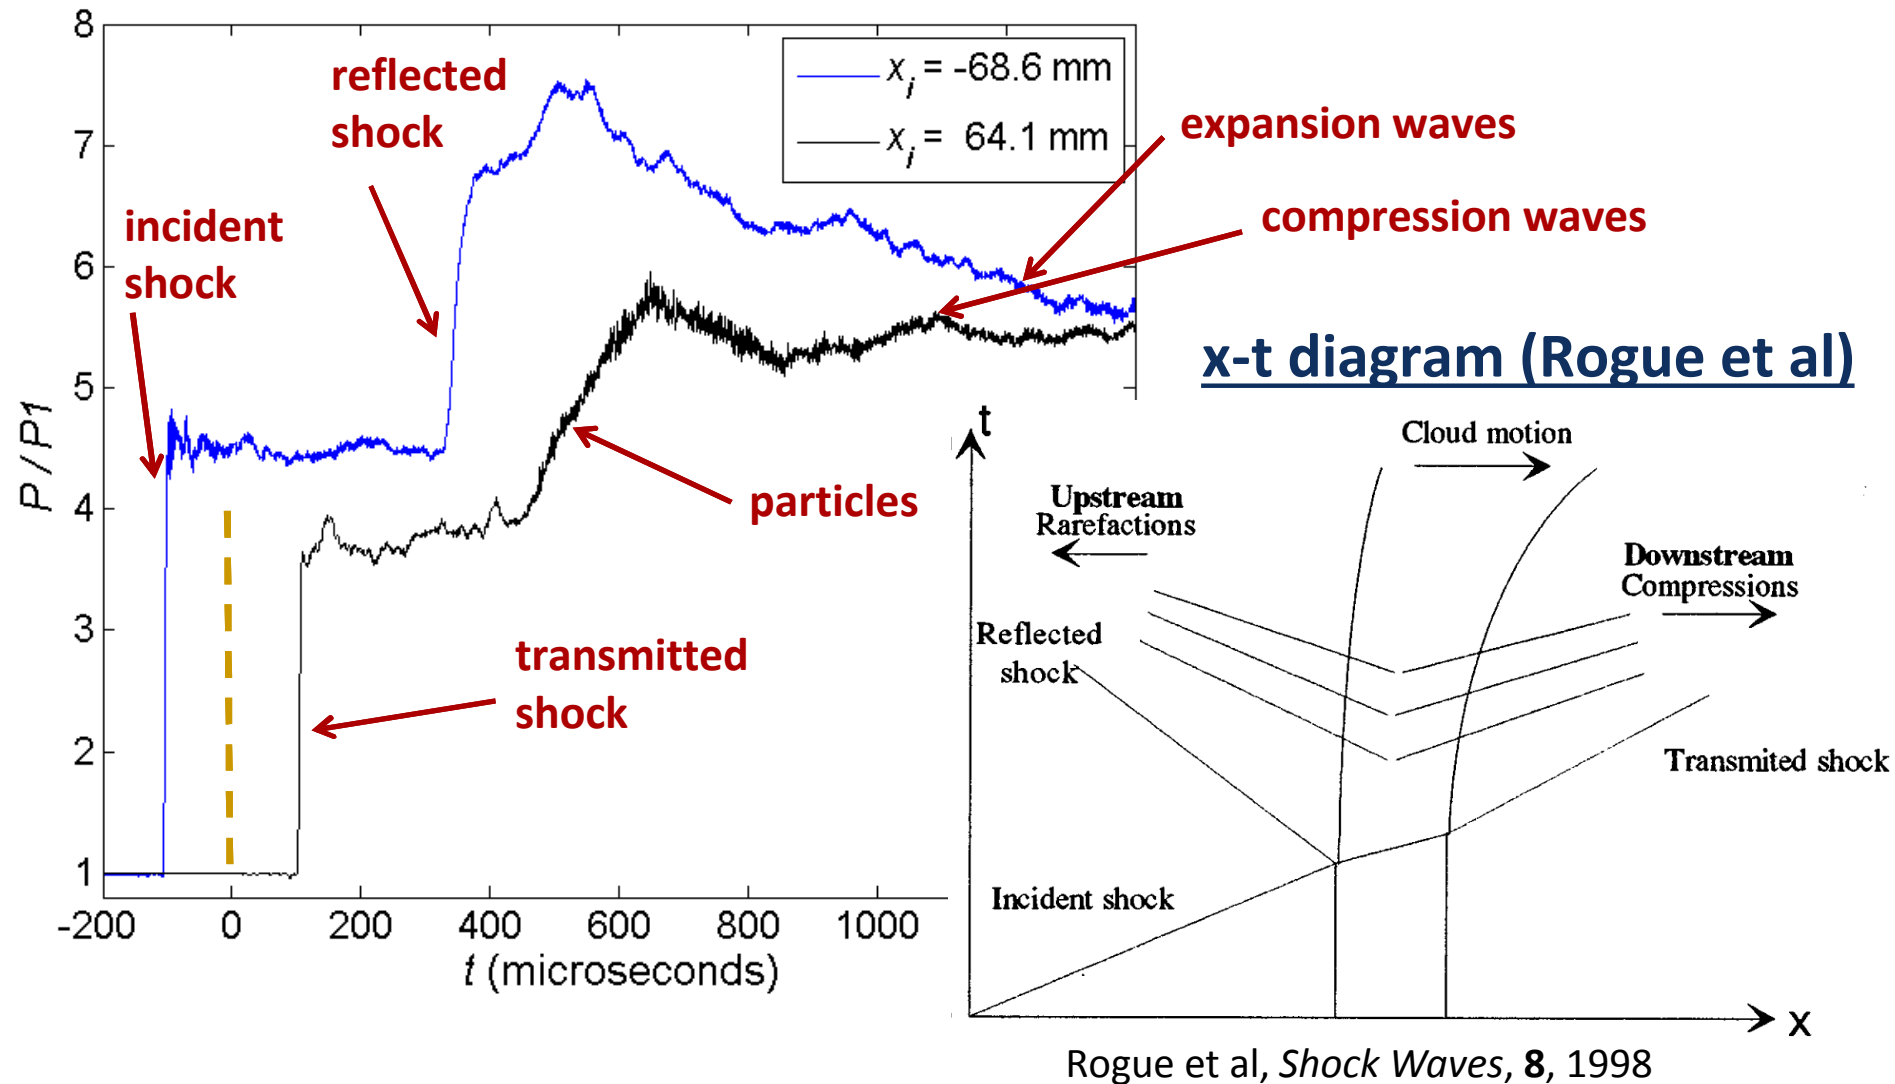 8
7
6
5
4
3
2
1
P / P1
-200
0
200
400
600
800
1000
t (microseconds)
xi = -68.6 mm
xi = 64.1 mm
incident
shock
reflected
shock
transmitted
shock
particles
expansion waves
compression waves
x-t diagram (Rogue et al)
t
Cloud motion
Upstream
Rarefactions
Downstream
Compressions
Reflected
shock
Transmited shock
Incident shock
x
Rogue et al, Shock Waves, 8, 1998